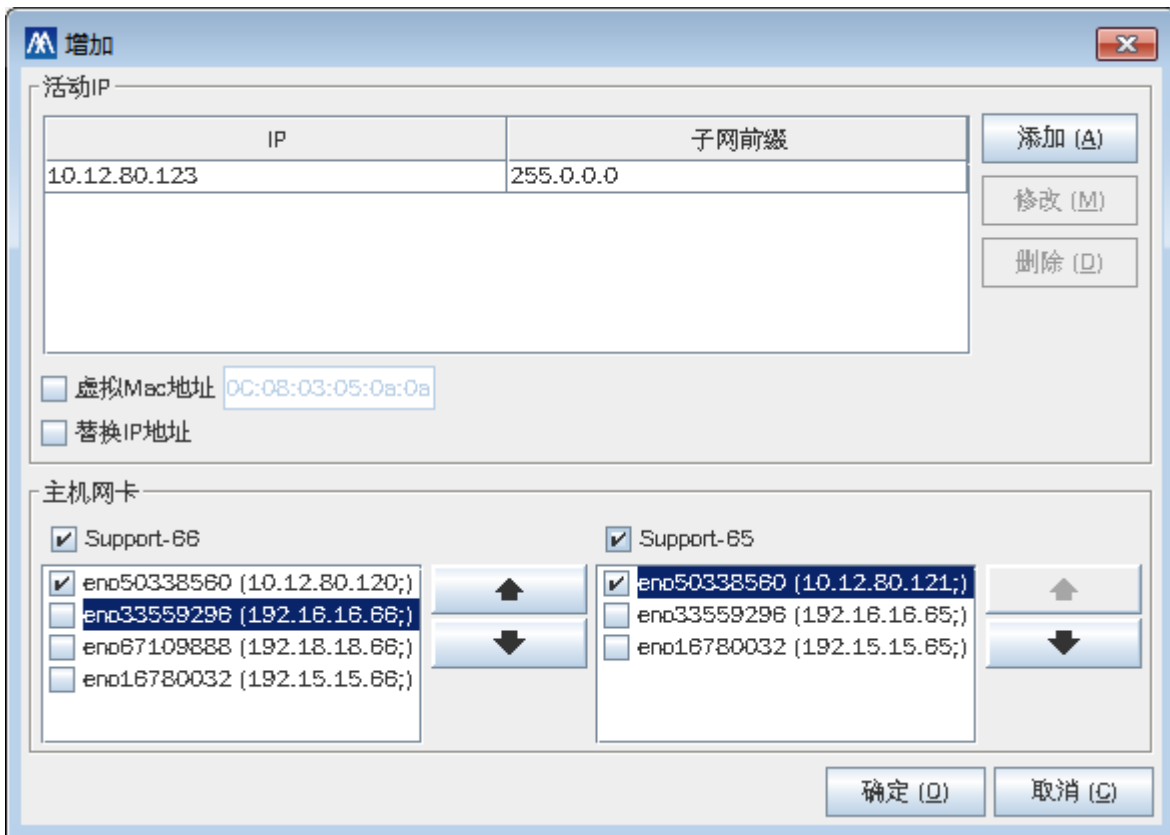 增加
活动IP
IP 子网前缀
10.12.80.123 255.0.0.0
添加 (A)
修改 (M)
删除 (D)
虚拟Mac地址 0C:08:03:05:0a:0a
替换IP地址
主机网卡
Support-66
eno50338560 (10.12.80.120;)
eno33559296 (192.16.16.66;)
eno67109888 (192.18.18.66;)
eno16780032 (192.15.15.66;)
Support-65
eno50338560 (10.12.80.121;)
eno33559296 (192.16.16.65;)
eno16780032 (192.15.15.65;)
确定 (O) 取消 (C)